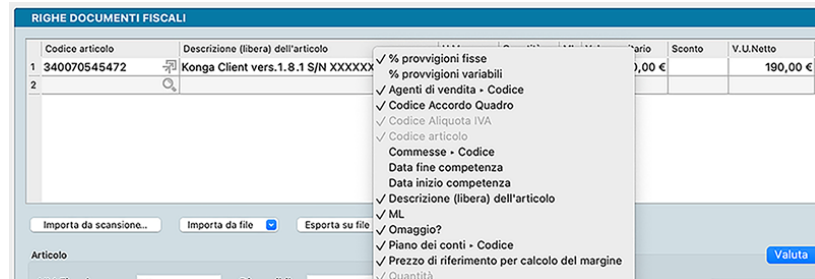 RIGHE DOCUMENTI FISCALI
Codice articolo Descrizione (libera) dell'articolo Sconto V.U.Netto
1 340070545472 Konga Client vers.1.8.1 S/N XXXXXX 0,00 € 190,00 €
2
✓ % provvigioni fisse
% provvigioni variabili
✓ Agenti di vendita ▸ Codice
✓ Codice Accordo Quadro
✓ Codice Aliquota IVA
✓ Codice articolo
Commesse ▸ Codice
Data fine competenza
Data inizio competenza
✓ Descrizione (libera) dell'articolo
✓ ML
✓ Omaggio?
✓ Piano dei conti ▸ Codice
✓ Prezzo di riferimento per calcolo del margine
✓ Quantità
Importa da scansione... Importa da file Esporta su file
Articolo Valuta